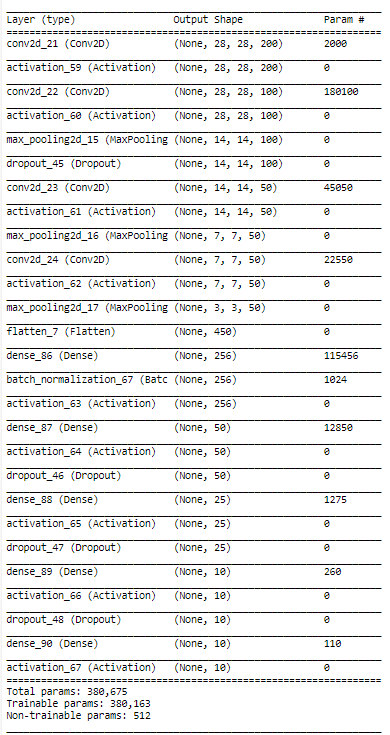 Layer (type) Output Shape Param #
conv2d_21 (Conv2D) (None, 28, 28, 200) 2000
activation_59 (Activation) (None, 28, 28, 200) 0
conv2d_22 (Conv2D) (None, 28, 28, 100) 180100
activation_60 (Activation) (None, 28, 28, 100) 0
max_pooling2d_15 (MaxPooling (None, 14, 14, 100) 0
dropout_45 (Dropout) (None, 14, 14, 100) 0
conv2d_23 (Conv2D) (None, 14, 14, 50) 45050
activation_61 (Activation) (None, 14, 14, 50) 0
max_pooling2d_16 (MaxPooling (None, 7, 7, 50) 0
conv2d_24 (Conv2D) (None, 7, 7, 50) 22550
activation_62 (Activation) (None, 7, 7, 50) 0
max_pooling2d_17 (MaxPooling (None, 3, 3, 50) 0
flatten_7 (Flatten) (None, 450) 0
dense_86 (Dense) (None, 256) 115456
batch_normalization_67 (Batc (None, 256) 1024
activation_63 (Activation) (None, 256) 0
dense_87 (Dense) (None, 50) 12850
activation_64 (Activation) (None, 50) 0
dropout_46 (Dropout) (None, 50) 0
dense_88 (Dense) (None, 25) 1275
activation_65 (Activation) (None, 25) 0
dropout_47 (Dropout) (None, 25) 0
dense_89 (Dense) (None, 10) 260
activation_66 (Activation) (None, 10) 0
dropout_48 (Dropout) (None, 10) 0
dense_90 (Dense) (None, 10) 110
activation_67 (Activation) (None, 10) 0
Total params: 380,675
Trainable params: 380,163
Non-trainable params: 512